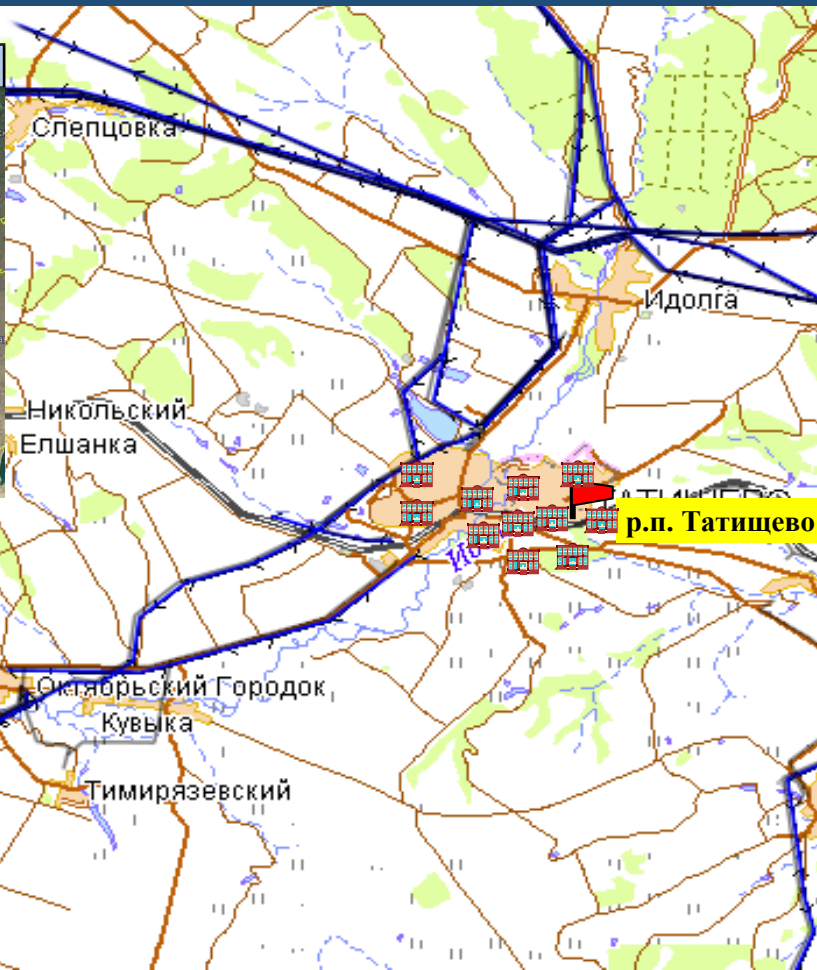 Слепцовка
Идолга
Никольский
Елшанка
р.п. Татищево
Октябрьский Городок
Кувыка
Тимирязевский